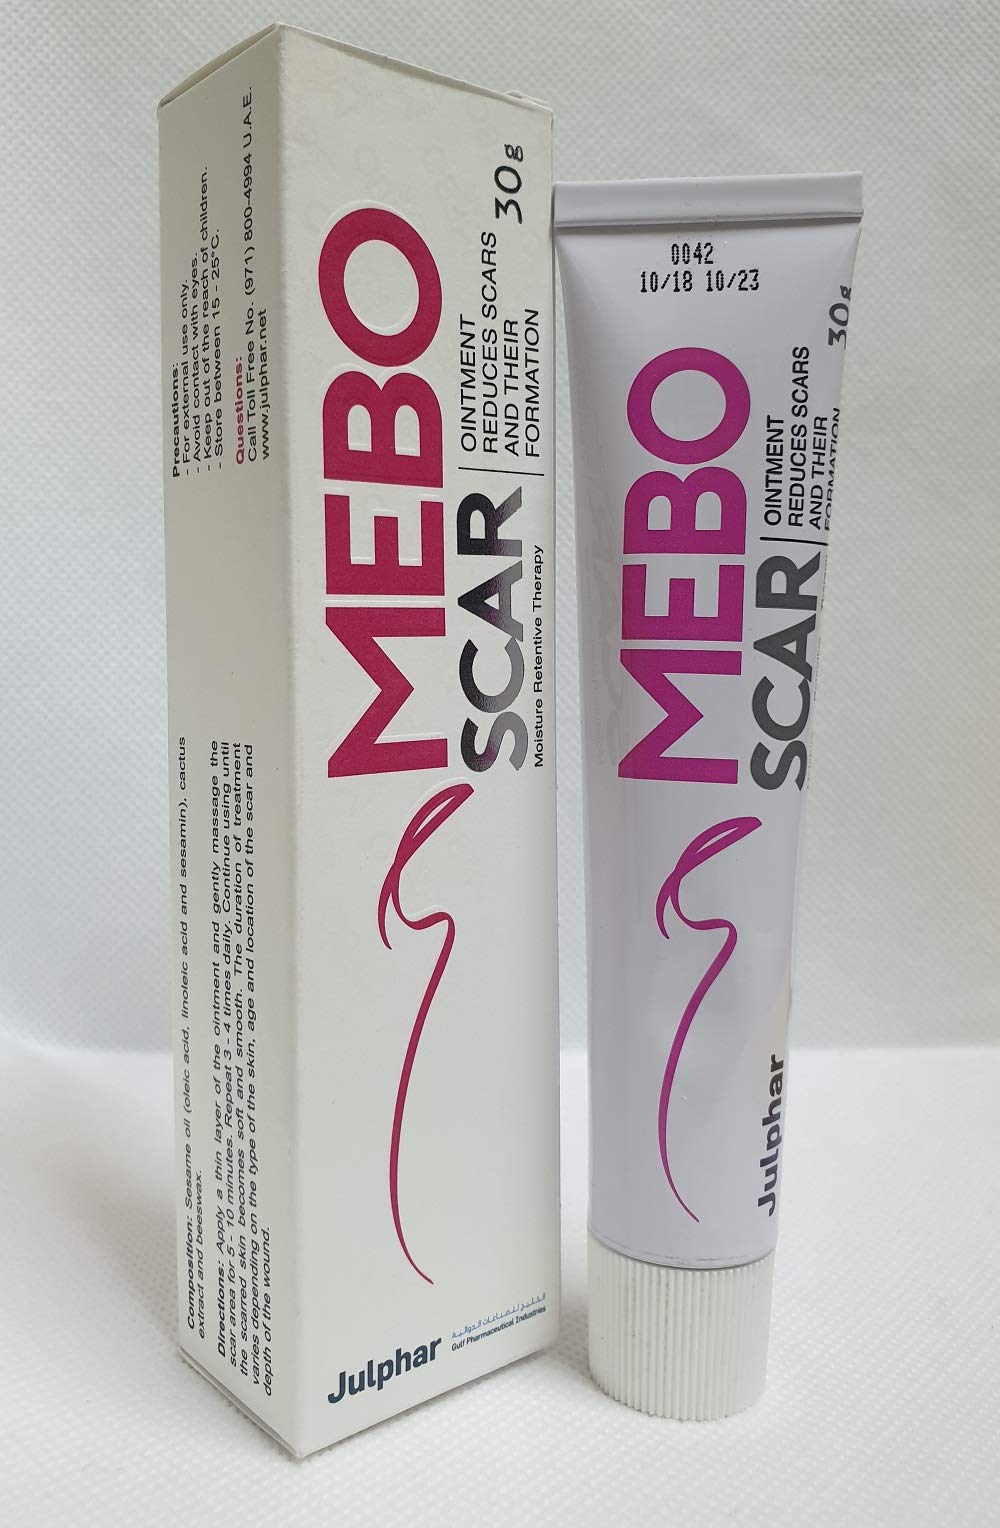 Precautions:
- For external use only.
- Avoid contact with eyes.
- Keep out of the reach of children.
- Store between 15 - 25°C.
Questions:
Call Toll Free No. (971) 800-4994 U.A.E.
www.julphar.net
Composition: Sesame oil (oleic acid, linoleic acid and sesamin), cactus
extract and beeswax.
Directions: Apply a thin layer of the ointment and gently massage the
scar area for 5 - 10 minutes. Repeat 3 - 4 times daily. Continue using until
the scarred skin becomes soft and smooth. The duration of treatment
varies depending on the type of the skin, age and location of the scar and
depth of the wound.
MEBO
SCAR
OINTMENT
REDUCES SCARS
AND THEIR
FORMATION
30g
Moisture Retentive Therapy
Julphar
الخليج للصناعات الدوائية
Gulf Pharmaceutical Industries
0042
10/18 10/23
MEBO
SCAR
OINTMENT
REDUCES SCARS
AND THEIR
FORMATION
30g
Julphar